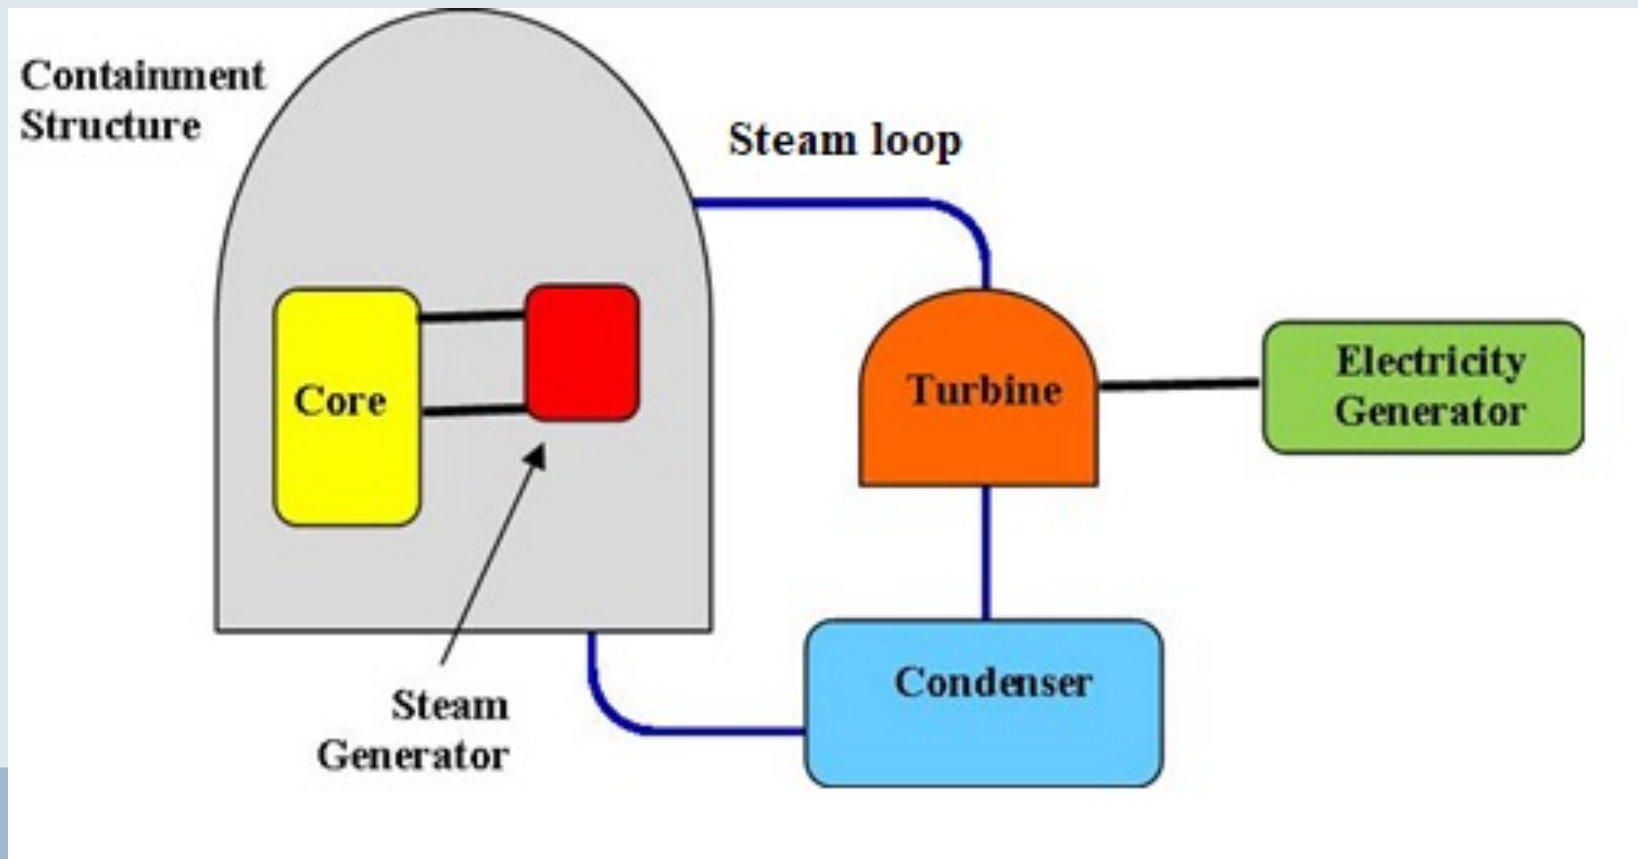 Containment
Structure
Steam loop
Core
Turbine
Electricity
Generator
Condenser
Steam
Generator